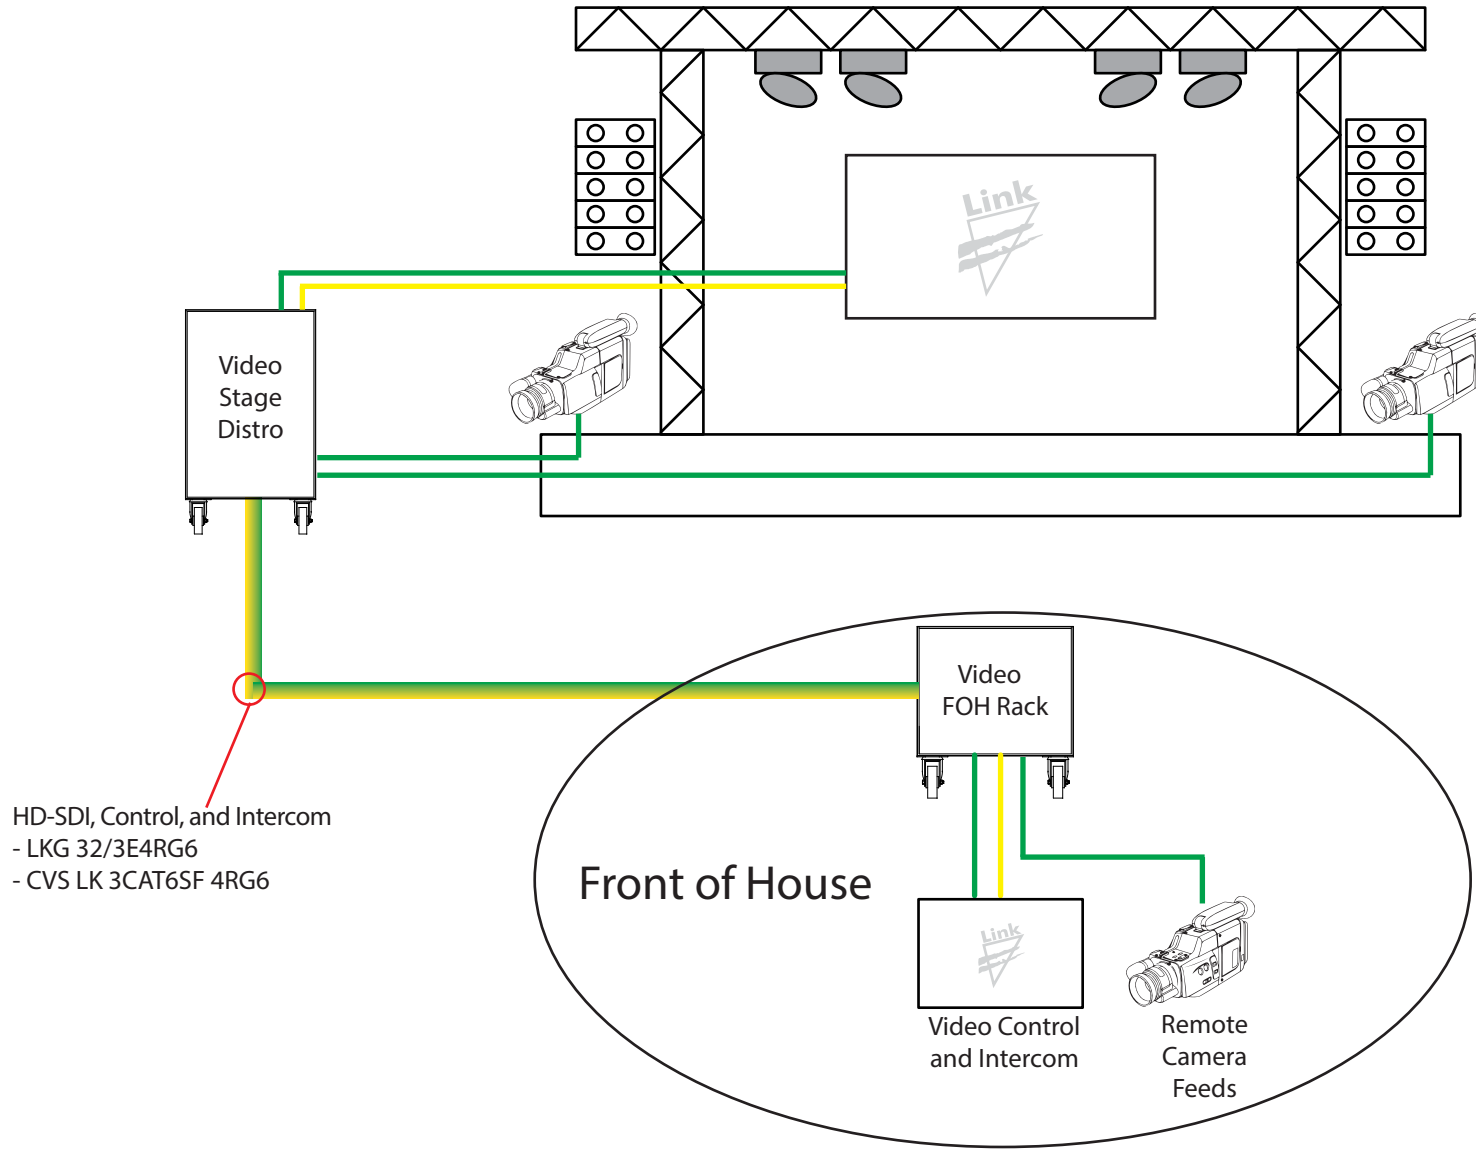 Link
Video
Stage
Distro
Video
FOH Rack
HD-SDI, Control, and Intercom
- LKG 32/3E4RG6
- CVS LK 3CAT6SF 4RG6
Front of House
Link
Video Control
and Intercom
Remote
Camera
Feeds